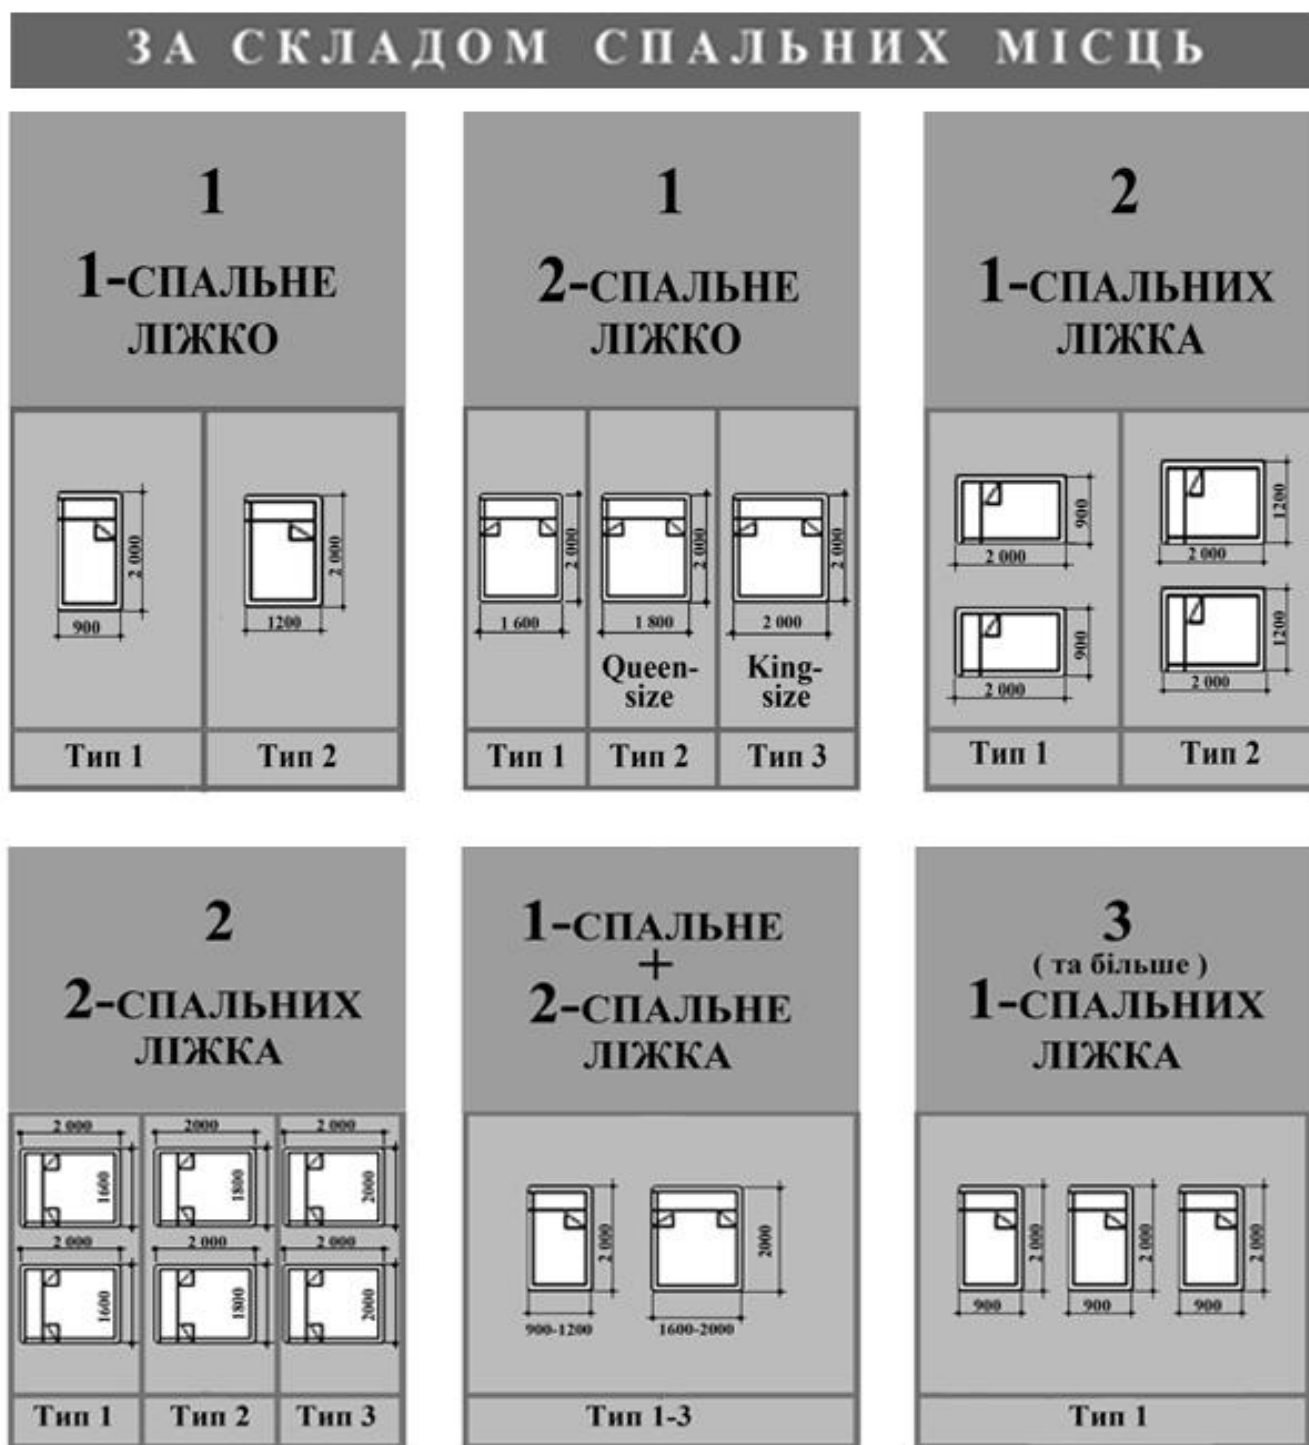 ЗА СКЛАДОМ СПАЛЬНИХ МІСЦЬ
1
1-СПАЛЬНЕ
ЛІЖКО
2 000
900
2 000
1200
Тип 1
Тип 2
1
2-СПАЛЬНЕ
ЛІЖКО
2 000
1 600
2 000
1 800
2 000
2 000
Queen-
size
King-
size
Тип 1
Тип 2
Тип 3
2
1-СПАЛЬНИХ
ЛІЖКА
900
2 000
900
2 000
1200
2 000
1200
2 000
Тип 1
Тип 2
2
2-СПАЛЬНИХ
ЛІЖКА
2 000
1600
2 000
1600
2000
1800
2 000
1800
2 000
2000
2 000
2000
Тип 1
Тип 2
Тип 3
1-СПАЛЬНЕ
+
2-СПАЛЬНЕ
ЛІЖКА
2 000
900-1200
2000
1600-2000
Тип 1-3
3
( та більше )
1-СПАЛЬНИХ
ЛІЖКА
2 000
900
2 000
900
2 000
900
Тип 1